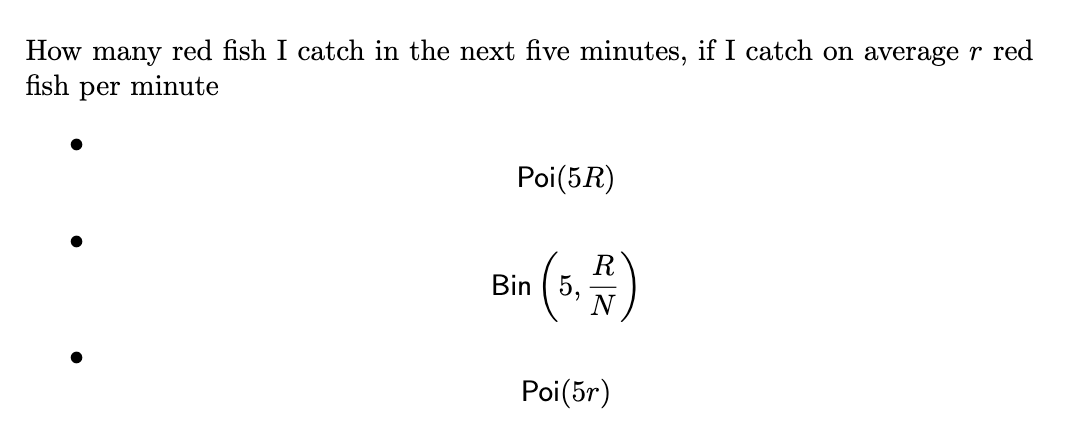 How many red fish I catch in the next five minutes, if I catch on average r red
fish per minute
•
Poi(5R)
•
Bin(5, R/N)
•
Poi(5r)